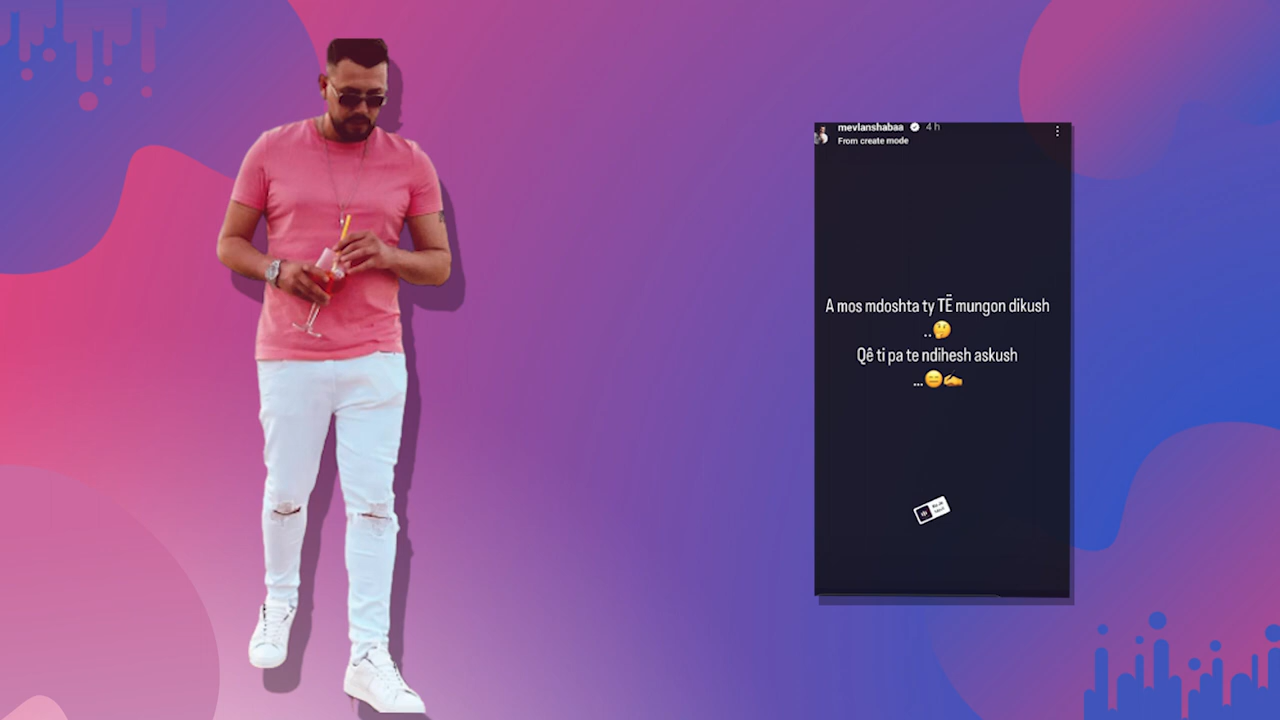 mevlanshabaa 4 h
From create mode
A mos mdoshta ty TË mungon dikush
..🤔
Qê ti pa te ndihesh askush
...😑✍️